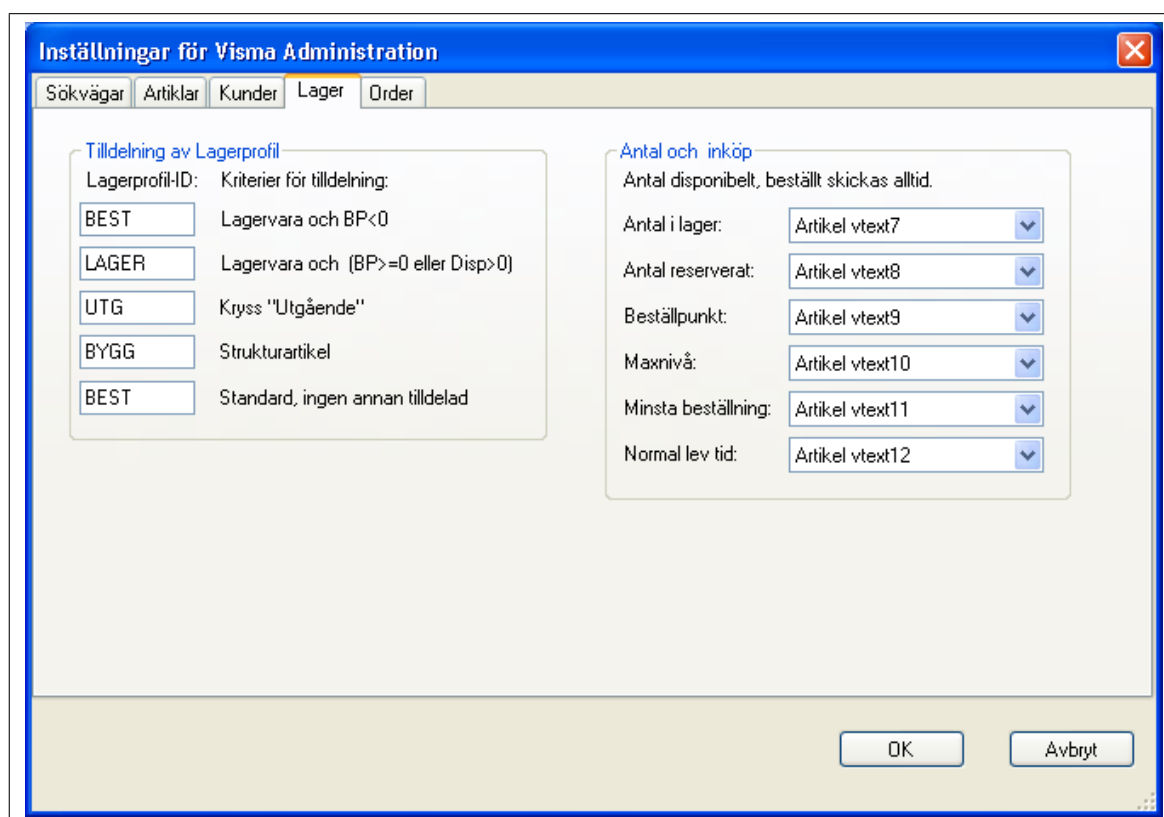 Inställningar för Visma Administration
Sökvägar Artiklar Kunder Lager Order
Tilldelning av Lagerprofil
Lagerprofil-ID: Kriterier för tilldelning:
BEST Lagervara och BP<0
LAGER Lagervara och (BP>=0 eller Disp>0)
UTG Kryss "Utgående"
BYGG Strukturartikel
BEST Standard, ingen annan tilldelad
Antal och inköp
Antal disponibelt, beställt skickas alltid.
Antal i lager: Artikel vtext7
Antal reserverat: Artikel vtext8
Beställpunkt: Artikel vtext9
Maxnivå: Artikel vtext10
Minsta beställning: Artikel vtext11
Normal lev tid: Artikel vtext12
OK Avbryt